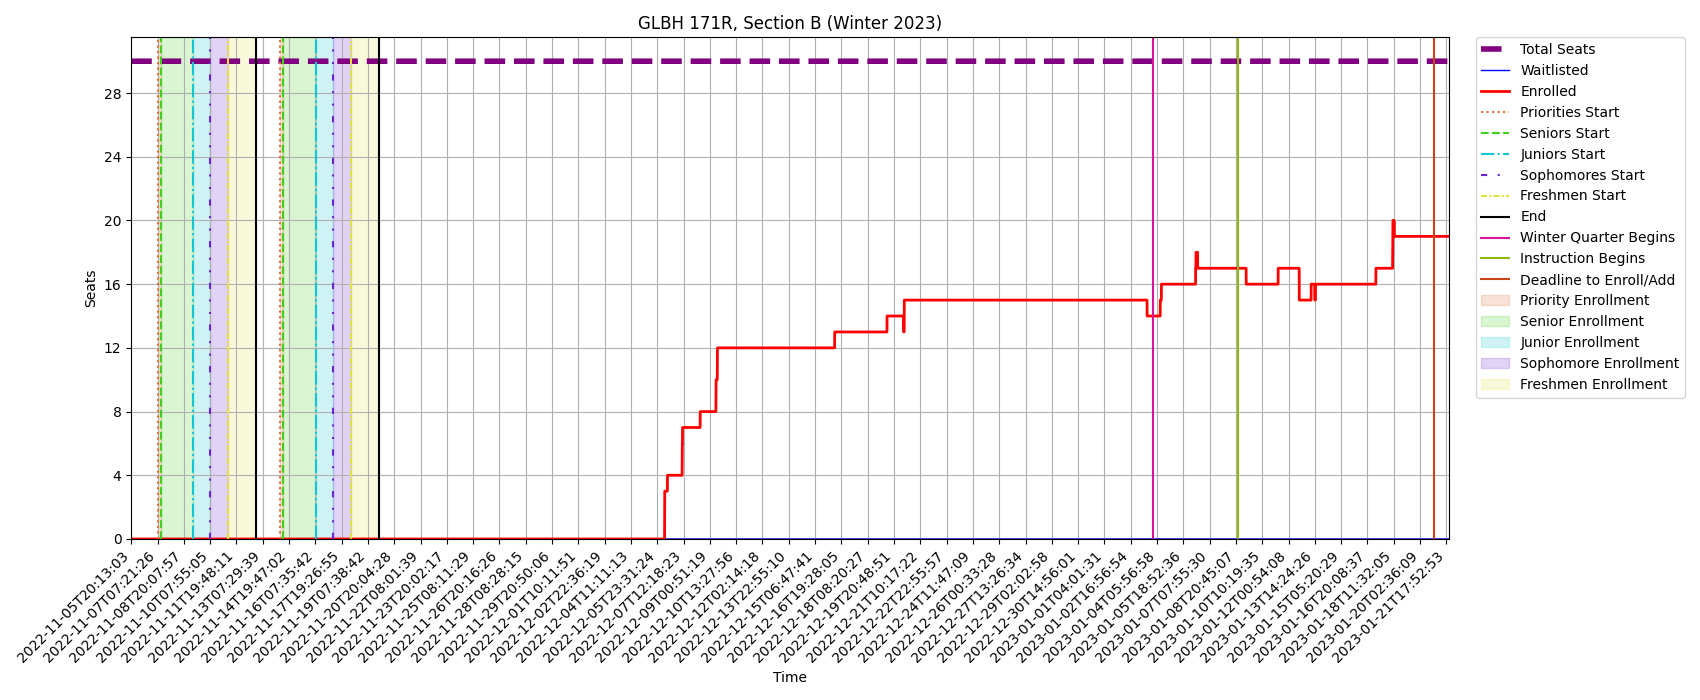 GLBH 171R, Section B (Winter 2023)
Seats
28
24
20
16
12
8
4
0
2022-11-05T20:13:03
2022-11-07T07:21:26
2022-11-08T20:07:57
2022-11-10T07:55:05
2022-11-11T19:48:11
2022-11-13T07:29:39
2022-11-14T19:47:02
2022-11-16T07:35:42
2022-11-17T19:26:55
2022-11-19T07:38:42
2022-11-20T20:04:28
2022-11-22T08:01:39
2022-11-23T20:02:17
2022-11-25T08:11:29
2022-11-26T20:16:26
2022-11-28T08:28:15
2022-11-29T20:50:06
2022-12-01T10:11:51
2022-12-02T22:36:19
2022-12-04T11:11:13
2022-12-05T23:31:24
2022-12-07T12:18:23
2022-12-09T00:51:19
2022-12-10T13:27:56
2022-12-12T02:14:18
2022-12-13T22:55:10
2022-12-15T06:47:41
2022-12-16T19:28:05
2022-12-18T08:20:27
2022-12-19T20:48:51
2022-12-21T10:17:22
2022-12-22T22:55:57
2022-12-24T11:47:09
2022-12-26T00:33:28
2022-12-27T13:26:34
2022-12-29T02:02:58
2022-12-30T14:56:01
2023-01-01T04:01:31
2023-01-02T16:56:54
2023-01-04T05:56:58
2023-01-05T18:52:36
2023-01-07T07:55:30
2023-01-08T20:45:07
2023-01-10T10:19:35
2023-01-12T00:54:08
2023-01-13T14:24:26
2023-01-15T05:20:29
2023-01-16T20:08:37
2023-01-18T11:32:05
2023-01-20T02:36:09
2023-01-21T17:52:53
Time
Total Seats
Waitlisted
Enrolled
Priorities Start
Seniors Start
Juniors Start
Sophomores Start
Freshmen Start
End
Winter Quarter Begins
Instruction Begins
Deadline to Enroll/Add
Priority Enrollment
Senior Enrollment
Junior Enrollment
Sophomore Enrollment
Freshmen Enrollment